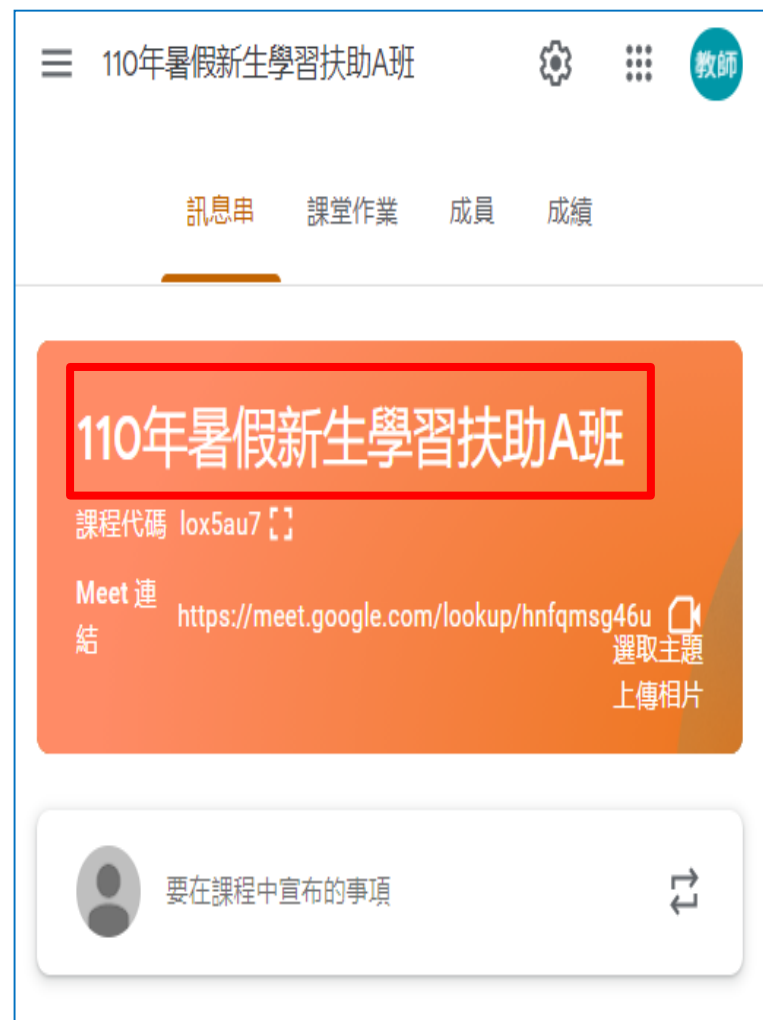 110年暑假新生學習扶助A班
教師
訊息串 課堂作業 成員 成績
110年暑假新生學習扶助A班
課程代碼 lox5au7
Meet 連
結
https://meet.google.com/lookup/hnfqmsg46u
選取主題
上傳相片
要在課程中宣布的事項